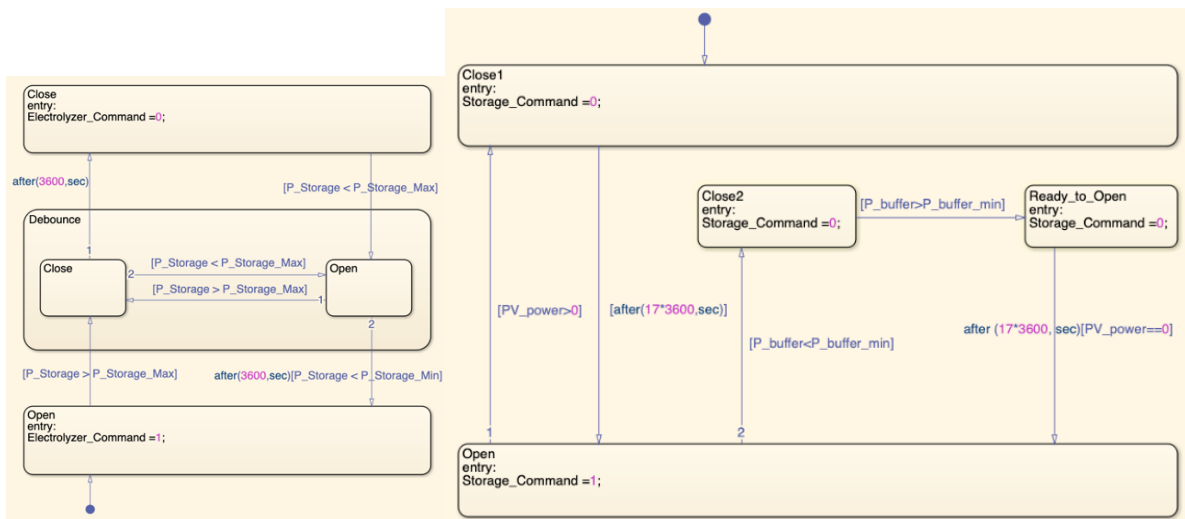 Close
entry:
Electrolyzer_Command =0;
after(3600,sec)
[P_Storage < P_Storage_Max]
Debounce
1
Close
2
[P_Storage < P_Storage_Max]
Open
[P_Storage > P_Storage_Max]
1
2
[P_Storage > P_Storage_Max]
after(3600,sec)[P_Storage < P_Storage_Min]
Open
entry:
Electrolyzer_Command =1;
Close1
entry:
Storage_Command =0;
Close2
entry:
Storage_Command =0;
[P_buffer>P_buffer_min]
Ready_to_Open
entry:
Storage_Command =0;
[PV_power>0]
[after(17*3600,sec)]
[P_buffer<P_buffer_min]
after (17*3600, sec)[PV_power==0]
1
2
Open
entry:
Storage_Command =1;